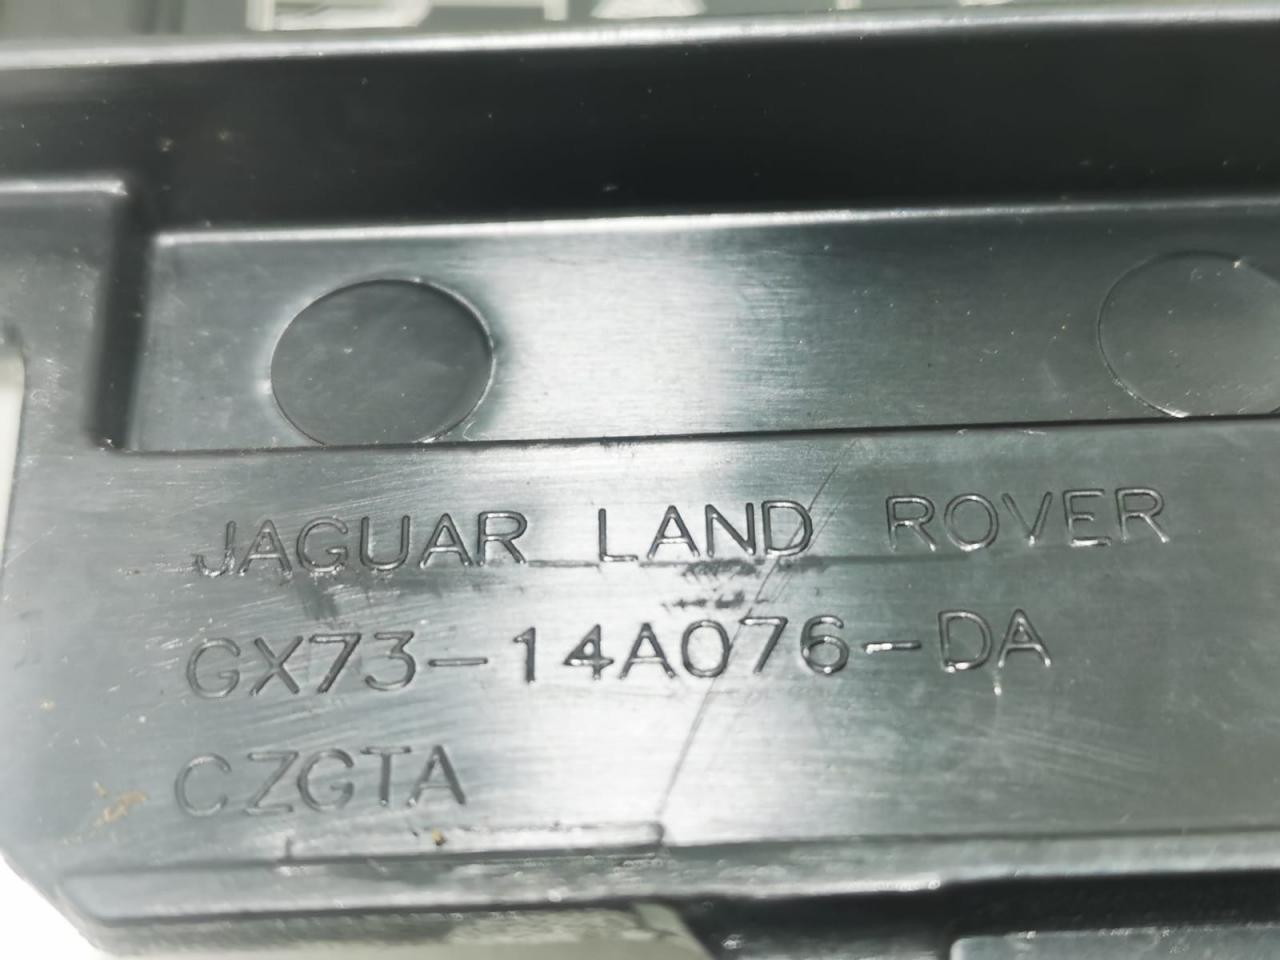 JAGUAR LAND ROVER
GX73-14A076-DA
CZGTA